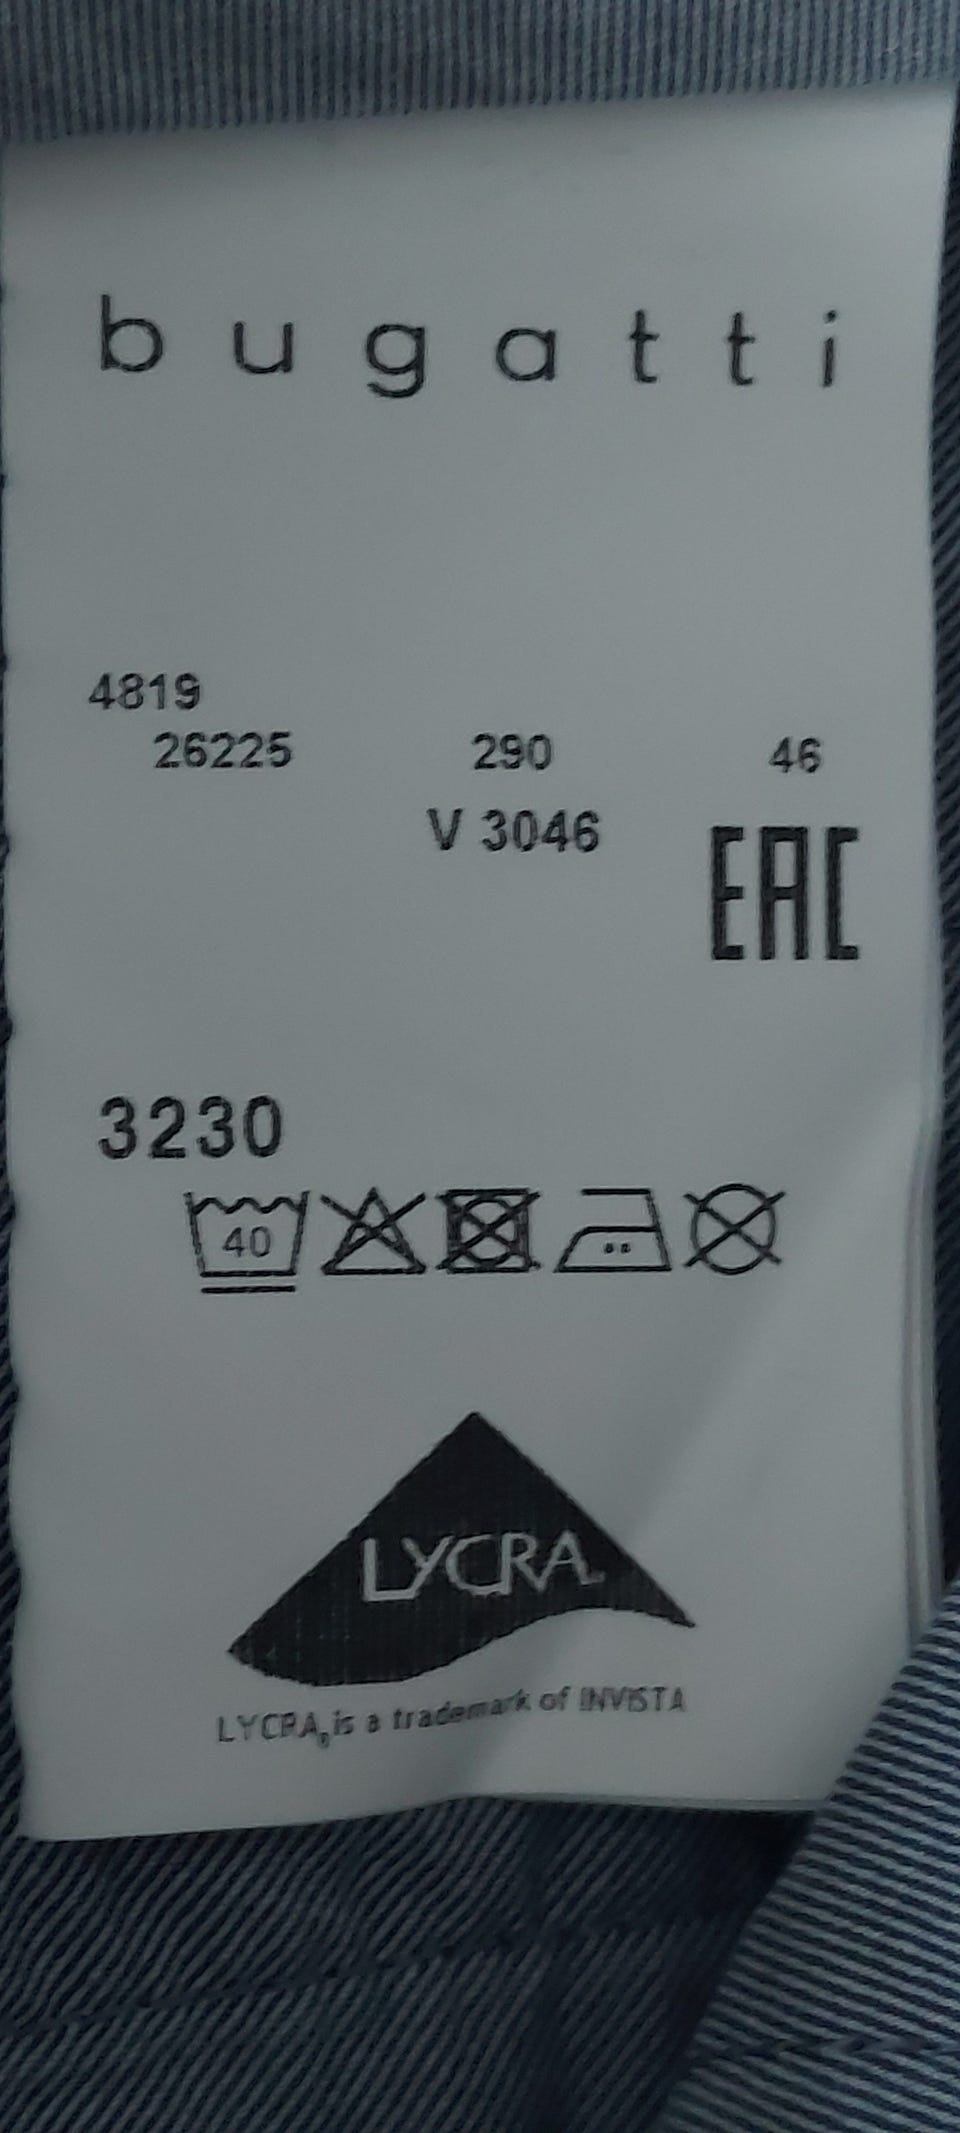 bugatti
4819
26225 290 46
V 3046
EAC
3230
40
LYCRA
LYCRA® is a trademark of INVISTA